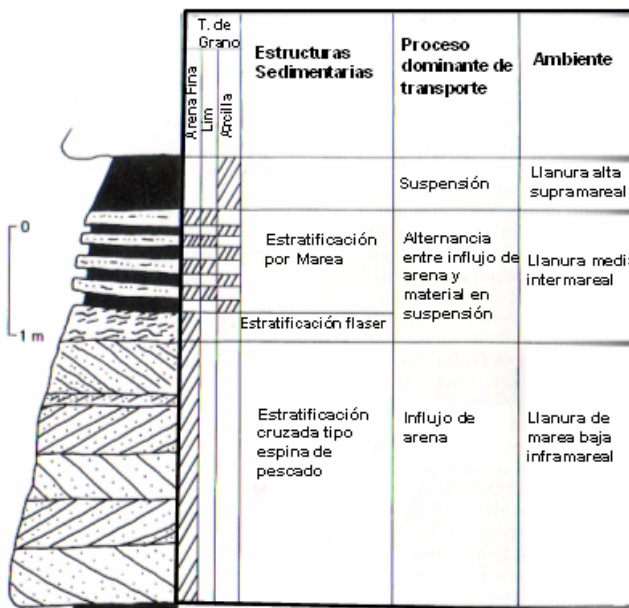 T. de
Grano
Arena Fina
Lim
Arcilla
Estructuras
Sedimentarias
Proceso
dominante de
transporte
Ambiente
Suspensión
Llanura alta
supramareal
0
1 m
Estratificación
por Marea
Alternancia
entre influjo de
arena y
material en
suspensión
Llanura medi
intermareal
Estratificación flaser
Estratificación
cruzada tipo
espina de
pescado
Influjo de
arena
Llanura de
marea baja
inframareal